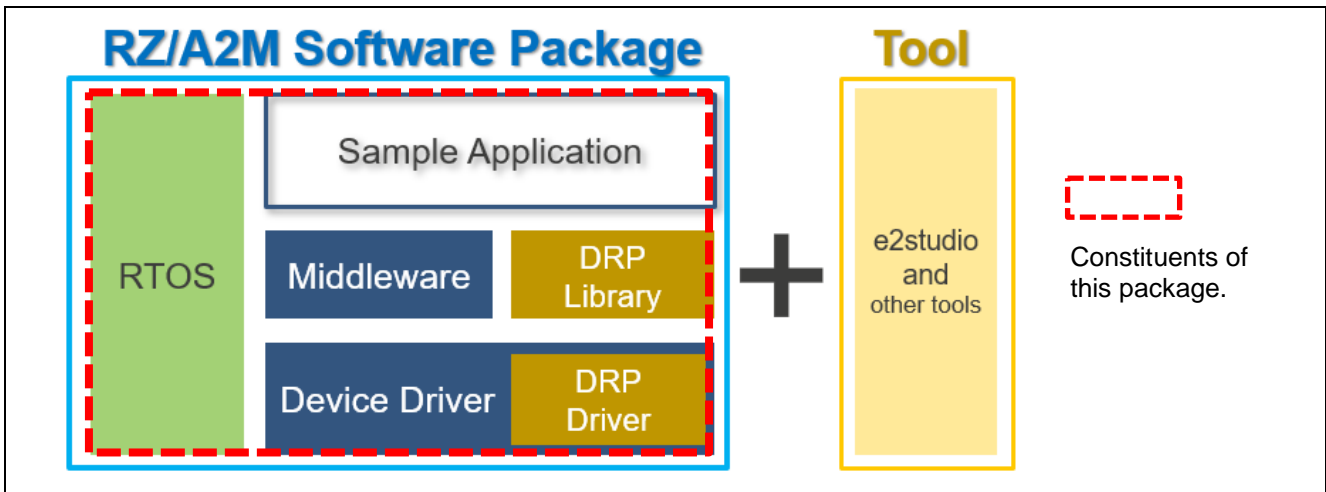 RZ/A2M Software Package
Tool
RTOS
Sample Application
Middleware
DRP
Library
Device Driver
DRP
Driver
e2studio
and
other tools
Constituents of
this package.